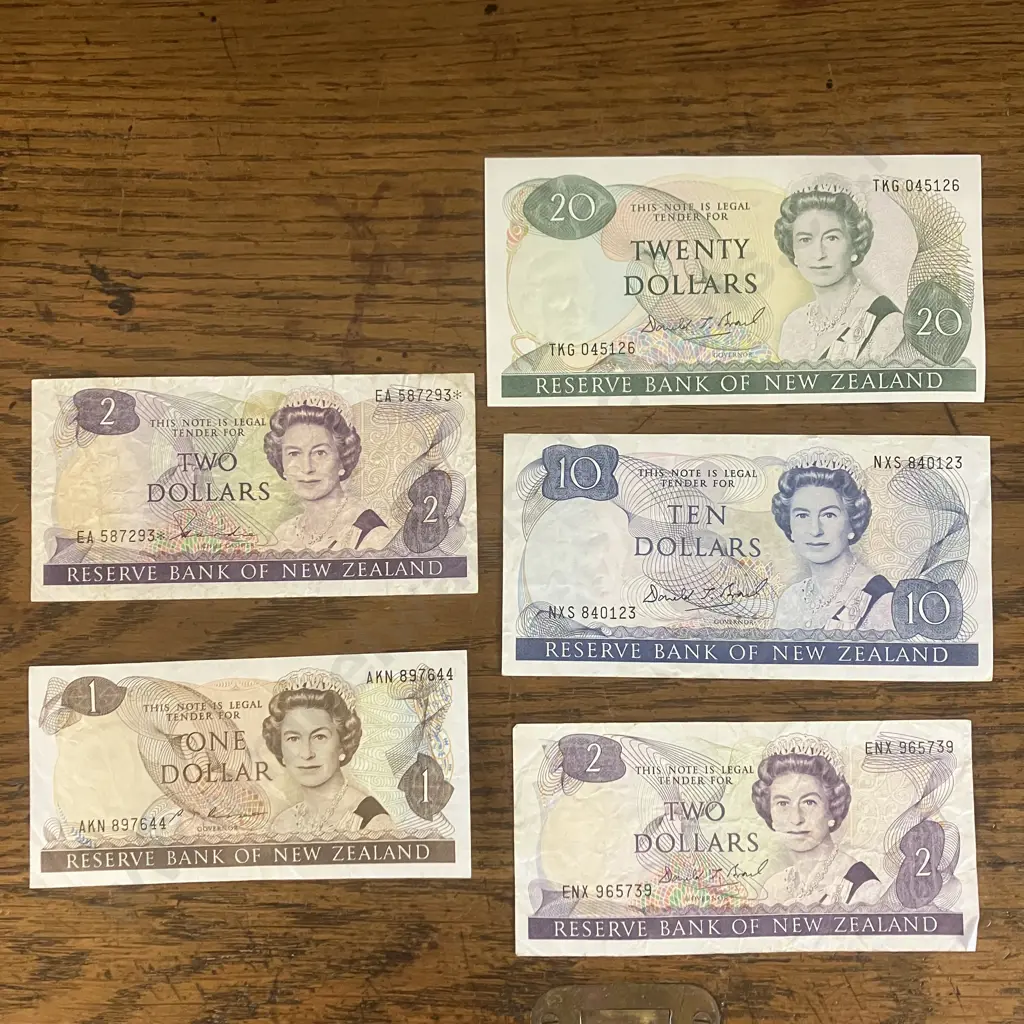 20
TKG 045126
THIS NOTE IS LEGAL
TENDER FOR
TWENTY
DOLLARS
20
TKG 045126
GOVERNOR
RESERVE BANK OF NEW ZEALAND
2
EA 587293*
THIS NOTE IS LEGAL
TENDER FOR
TWO
DOLLARS
2
EA 587293*
RESERVE BANK OF NEW ZEALAND
10
NXS 840123
THIS NOTE IS LEGAL
TENDER FOR
TEN
DOLLARS
10
NXS 840123
GOVERNOR
RESERVE BANK OF NEW ZEALAND
1
AKN 897644
THIS NOTE IS LEGAL
TENDER FOR
ONE
DOLLAR
1
AKN 897644
GOVERNOR
RESERVE BANK OF NEW ZEALAND
2
ENX 965739
THIS NOTE IS LEGAL
TENDER FOR
TWO
DOLLARS
2
ENX 965739
RESERVE BANK OF NEW ZEALAND